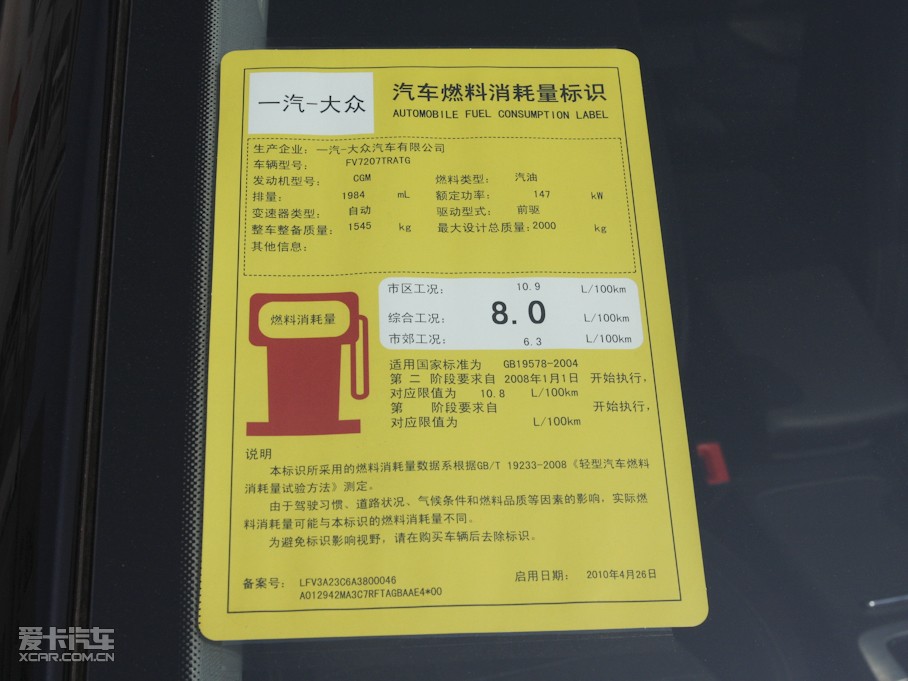 一汽-大众
汽车燃料消耗量标识
AUTOMOBILE FUEL CONSUMPTION LABEL
生产企业: 一汽-大众汽车有限公司
车辆型号: FV7207TRATG
发动机型号: CGM 燃料类型: 汽油
排量: 1984 mL 额定功率: 147 kW
变速器类型: 自动 驱动型式: 前驱
整车整备质量: 1545 kg 最大设计总质量: 2000 kg
其他信息:
市区工况: 10.9 L/100km
燃料消耗量
综合工况: 8.0 L/100km
市郊工况: 6.3 L/100km
适用国家标准为 GB19578-2004
第 二 阶段要求自 2008年1月1日 开始执行,
对应限值为 10.8 L/100km
第 阶段要求自 开始执行,
对应限值为 L/100km
说明
本标识所采用的燃料消耗量数据系根据GB/T 19233-2008《轻型汽车燃料
消耗量试验方法》测定。
由于驾驶习惯、道路状况、气候条件和燃料品质等因素的影响，实际燃
料消耗量可能与本标识的燃料消耗量不同。
为避免标识影响视野，请在购买车辆后去除标识。
备案号: LFV3A23C6A3800046 启用日期: 2010年4月26日
A012942MA3C7RFTAGBAAE4*00
爱卡汽车
XCAR.COM.CN